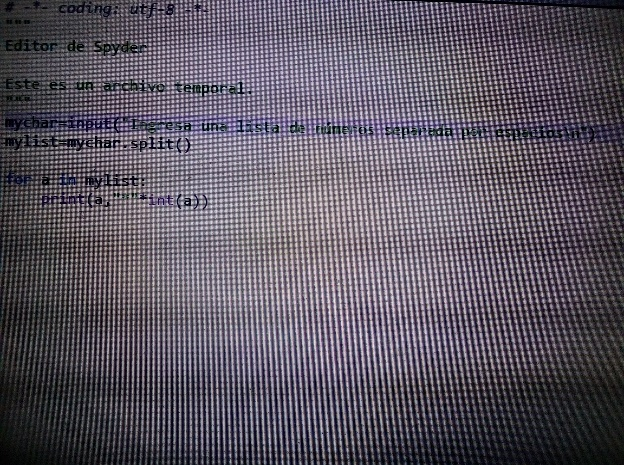 # -*- coding: utf-8 -*-
"""
Editor de Spyder

Este es un archivo temporal.
"""
mychar=input("Ingresa una lista de números separada por espacios\n")
mylist=mychar.split()

for a in mylist:
    print(a,"*"*int(a))